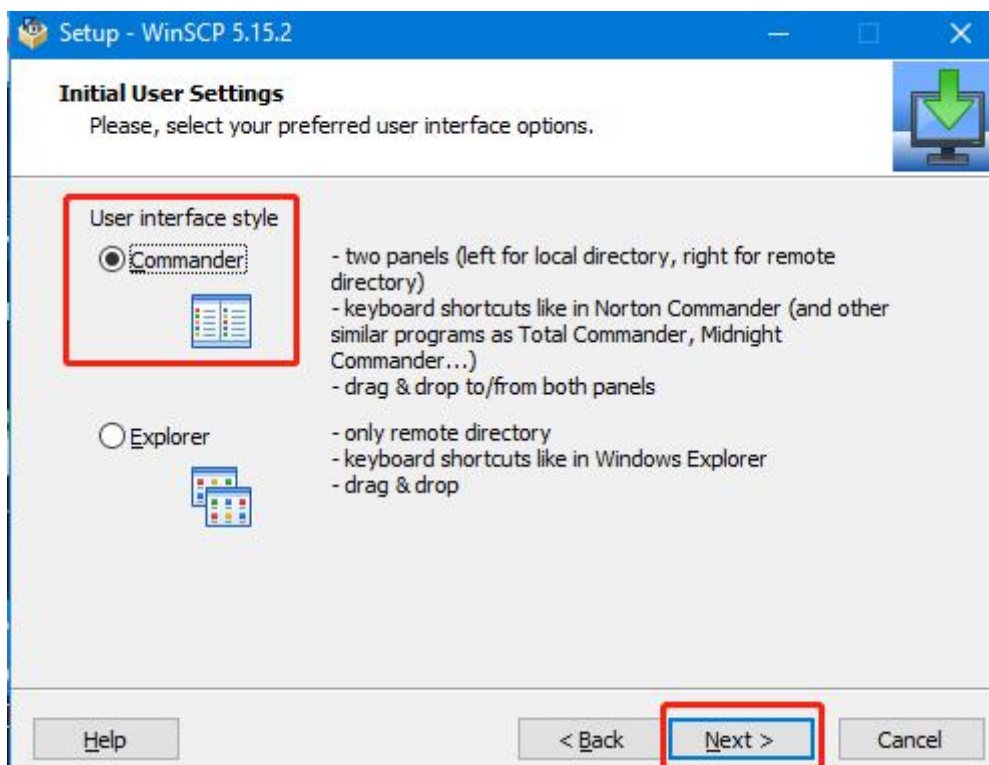 Setup - WinSCP 5.15.2
Initial User Settings
Please, select your preferred user interface options.
User interface style
Commander
- two panels (left for local directory, right for remote
directory)
- keyboard shortcuts like in Norton Commander (and other
similar programs as Total Commander, Midnight
Commander...)
- drag & drop to/from both panels
Explorer
- only remote directory
- keyboard shortcuts like in Windows Explorer
- drag & drop
Help
< Back
Next >
Cancel